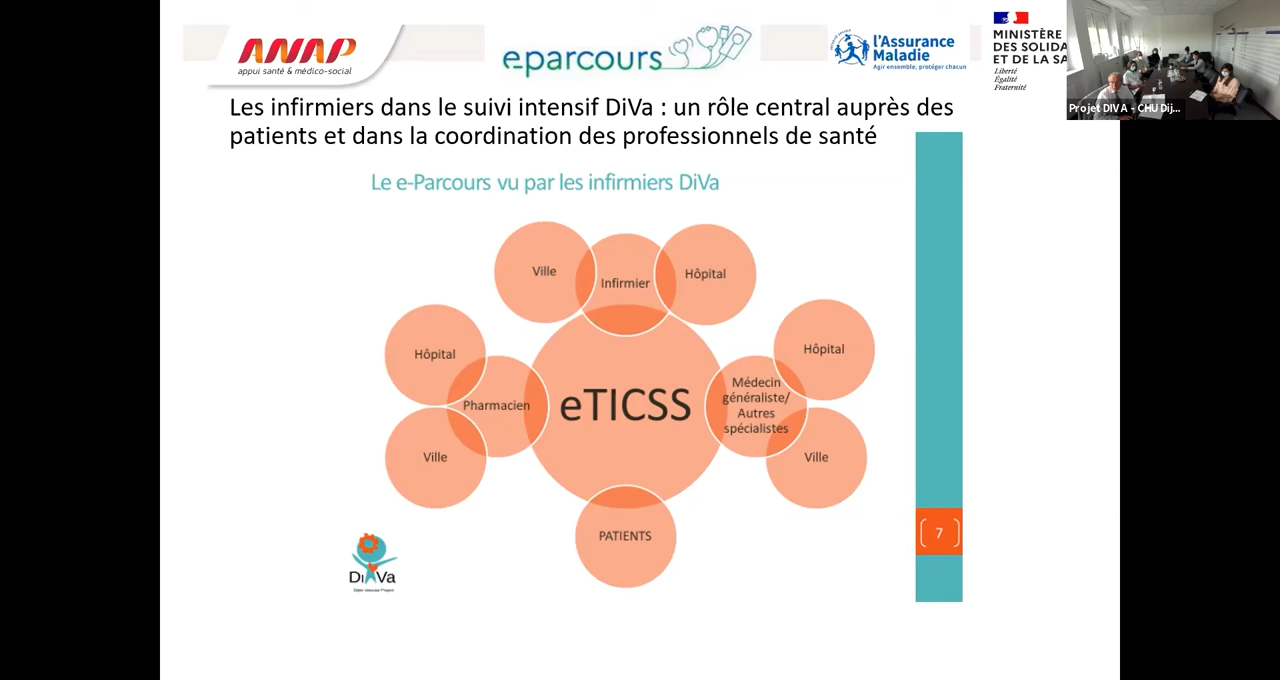 ANAP
appui santé & médico-social
e-parcours
l'Assurance
Maladie
Agir ensemble, protéger chacun
MINISTÈRE
DES SOLIDA
ET DE LA SA
Liberté
Égalité
Fraternité
Projet DIVA - CHU Dij...
Les infirmiers dans le suivi intensif DiVa : un rôle central auprès des
patients et dans la coordination des professionnels de santé
Le e-Parcours vu par les infirmiers DiVa
Ville
Infirmier
Hôpital
Hôpital
Pharmacien
Ville
eTICSS
Médecin
généraliste/
Autres
spécialistes
Hôpital
Ville
PATIENTS
DiVa
7